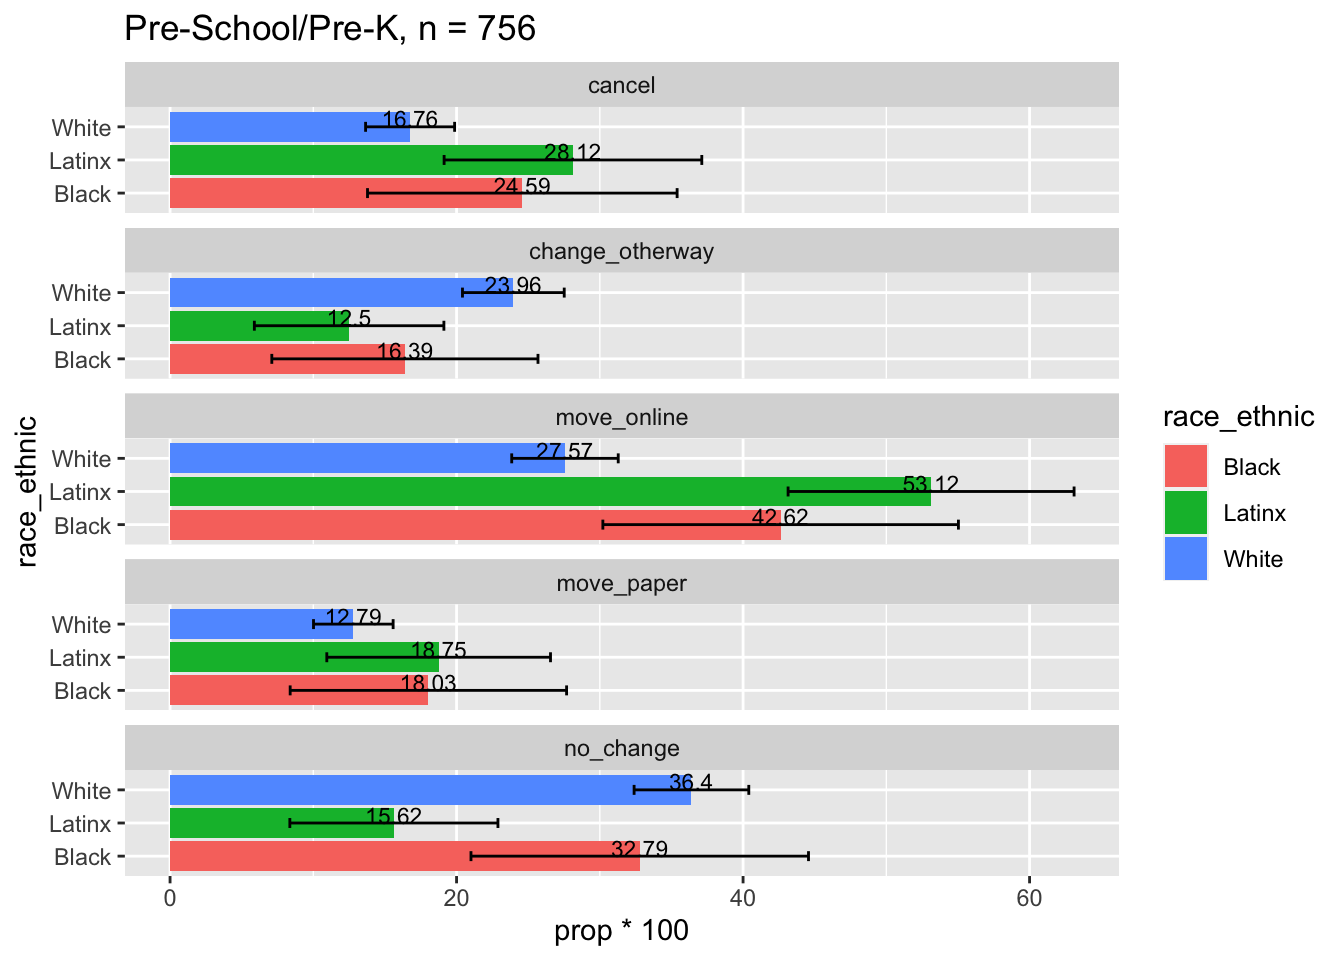 Pre-School/Pre-K, n = 756
cancel
White
16.76
Latinx
28.12
Black
24.59
change_otherway
White
23.96
Latinx
12.5
Black
16.39
move_online
White
27.57
Latinx
53.12
Black
42.62
move_paper
White
12.79
Latinx
18.75
Black
18.03
no_change
White
36.4
Latinx
15.62
Black
32.79
0 20 40 60
prop * 100
race_ethnic
race_ethnic
Black
Latinx
White